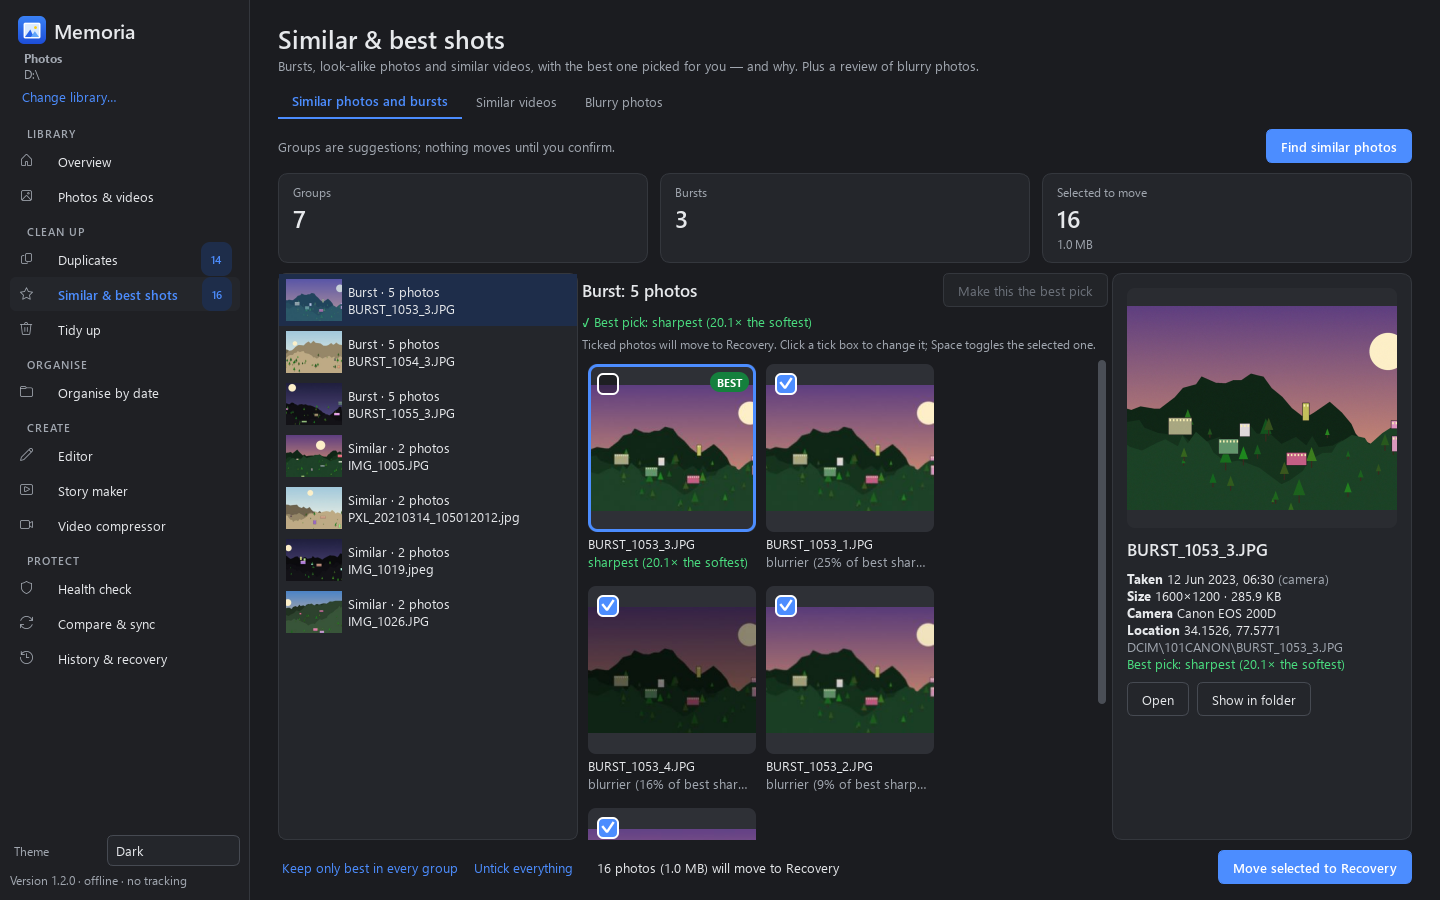 Memoria
Photos
D:\
Change library...
LIBRARY
Overview
Photos & videos
CLEAN UP
Duplicates 14
Similar & best shots 16
Tidy up
ORGANISE
Organise by date
CREATE
Editor
Story maker
Video compressor
PROTECT
Health check
Compare & sync
History & recovery
Theme Dark
Version 1.2.0 · offline · no tracking
Similar & best shots
Bursts, look-alike photos and similar videos, with the best one picked for you — and why. Plus a review of blurry photos.
Similar photos and bursts Similar videos Blurry photos
Groups are suggestions; nothing moves until you confirm. Find similar photos
Groups
7
Bursts
3
Selected to move
16
1.0 MB
Burst · 5 photos
BURST_1053_3.JPG
Burst · 5 photos
BURST_1054_3.JPG
Burst · 5 photos
BURST_1055_3.JPG
Similar · 2 photos
IMG_1005.JPG
Similar · 2 photos
PXL_20210314_105012012.jpg
Similar · 2 photos
IMG_1019.jpeg
Similar · 2 photos
IMG_1026.JPG
Burst: 5 photos Make this the best pick
✓ Best pick: sharpest (20.1× the softest)
Ticked photos will move to Recovery. Click a tick box to change it; Space toggles the selected one.
BEST
BURST_1053_3.JPG
sharpest (20.1× the softest)
BURST_1053_1.JPG
blurrier (25% of best shar...
BURST_1053_4.JPG
blurrier (16% of best shar...
BURST_1053_2.JPG
blurrier (9% of best sharp...
BURST_1053_3.JPG
Taken 12 Jun 2023, 06:30 (camera)
Size 1600×1200 · 285.9 KB
Camera Canon EOS 200D
Location 34.1526, 77.5771
DCIM\101CANON\BURST_1053_3.JPG
Best pick: sharpest (20.1× the softest)
Open Show in folder
Keep only best in every group Untick everything 16 photos (1.0 MB) will move to Recovery Move selected to Recovery